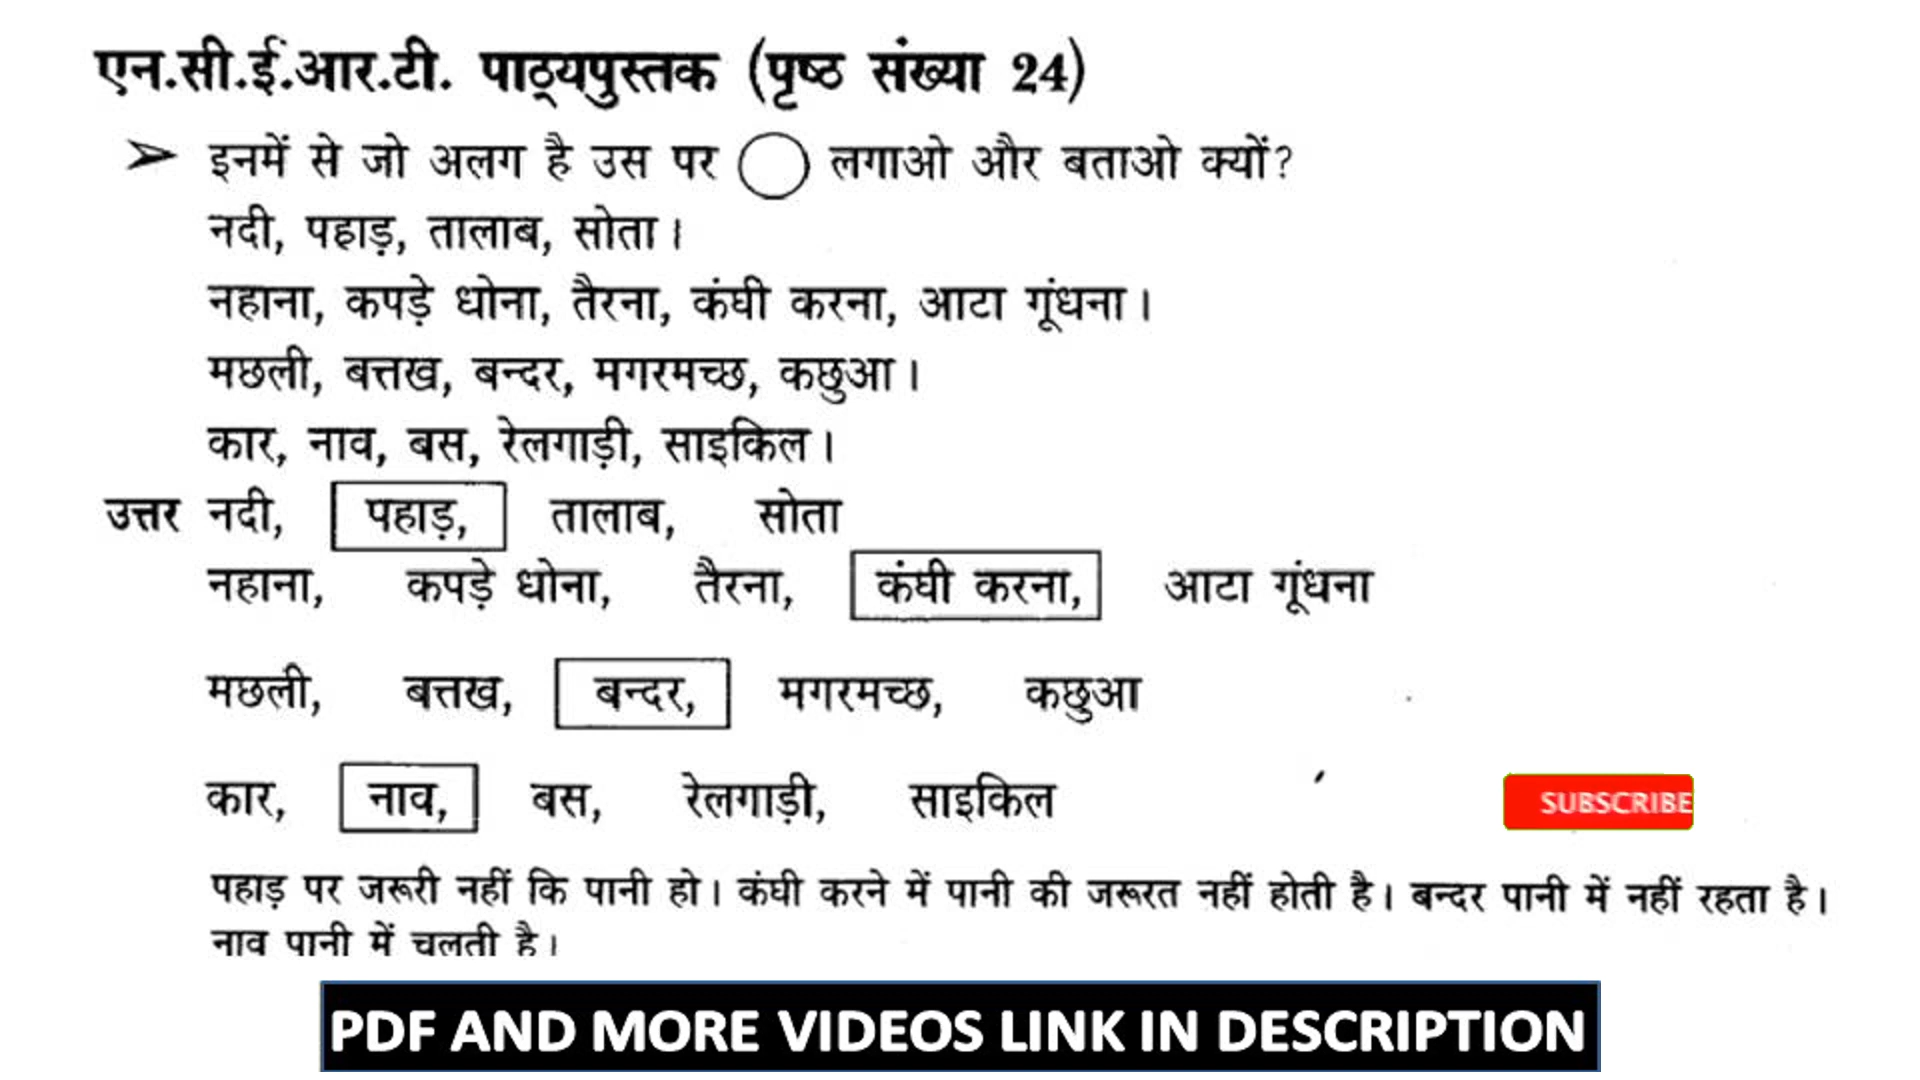 एन.सी.ई.आर.टी. पाठ्यपुस्तक (पृष्ठ संख्या 24)
➢ इनमें से जो अलग है उस पर ◯ लगाओ और बताओ क्यों?
नदी, पहाड़, तालाब, सोता।
नहाना, कपड़े धोना, तैरना, कंघी करना, आटा गूंधना।
मछली, बत्तख, बन्दर, मगरमच्छ, कछुआ।
कार, नाव, बस, रेलगाड़ी, साइकिल।
उत्तर नदी, पहाड़, तालाब, सोता
नहाना, कपड़े धोना, तैरना, कंघी करना, आटा गूंधना
मछली, बत्तख, बन्दर, मगरमच्छ, कछुआ
कार, नाव, बस, रेलगाड़ी, साइकिल
SUBSCRIBE
पहाड़ पर जरूरी नहीं कि पानी हो। कंघी करने में पानी की जरूरत नहीं होती है। बन्दर पानी में नहीं रहता है।
नाव पानी में चलती है।
PDF AND MORE VIDEOS LINK IN DESCRIPTION